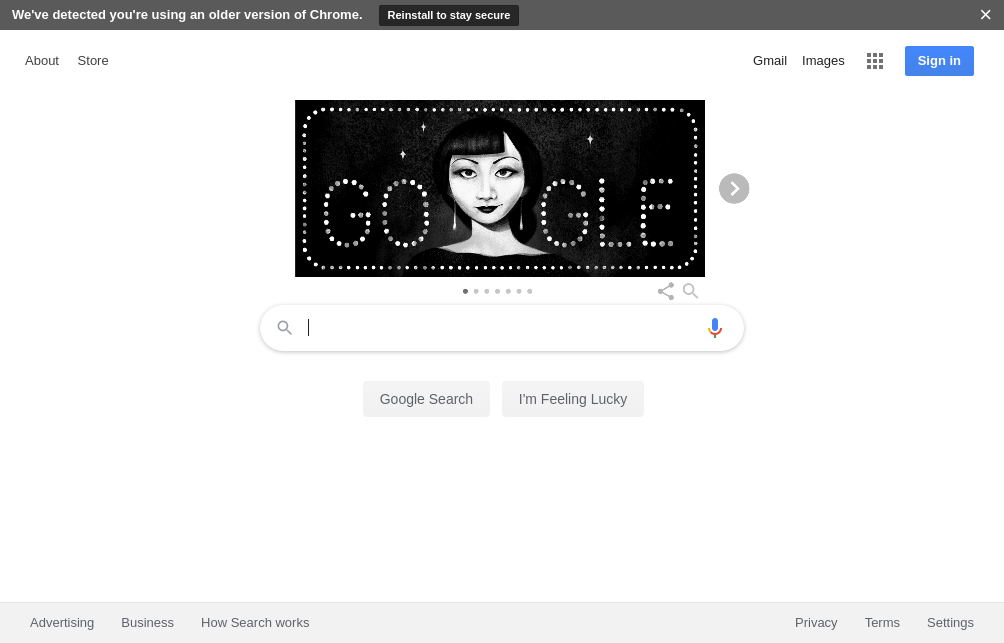 We've detected you're using an older version of Chrome. Reinstall to stay secure
About Store Gmail Images Sign in
GOOGLE
Google Search I'm Feeling Lucky
Advertising Business How Search works Privacy Terms Settings